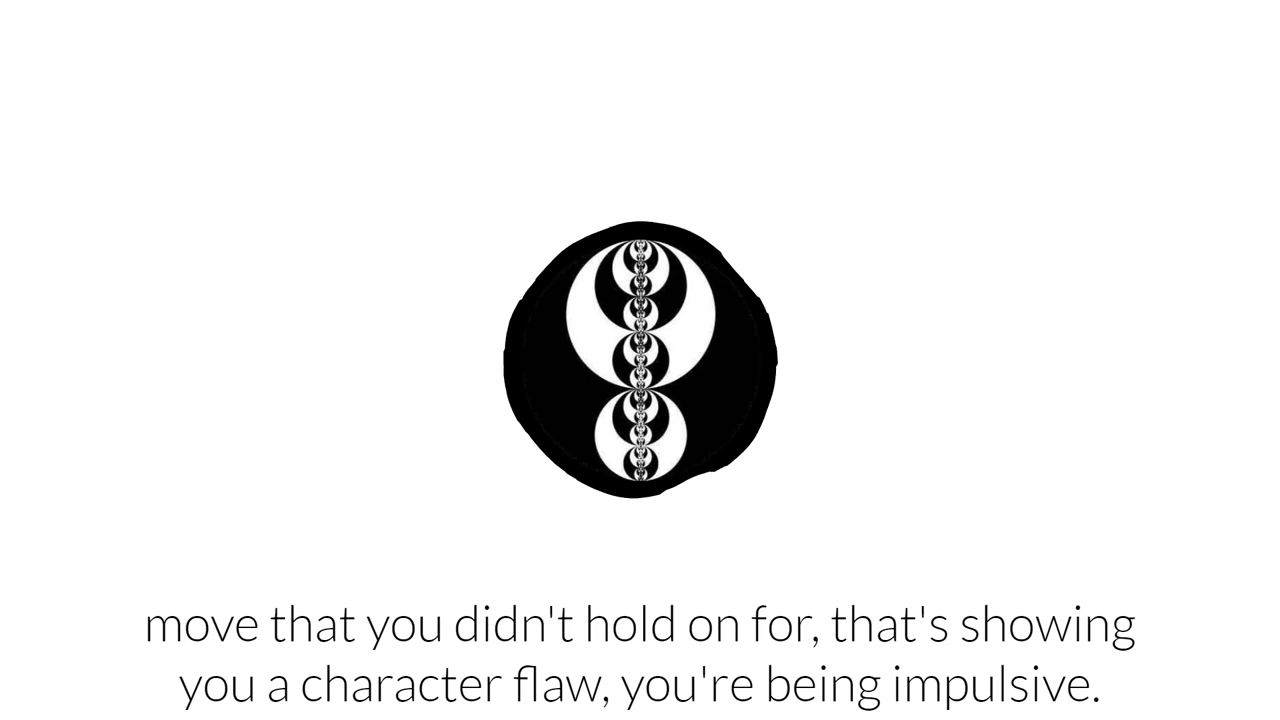 move that you didn't hold on for, that's showing
you a character flaw, you're being impulsive.